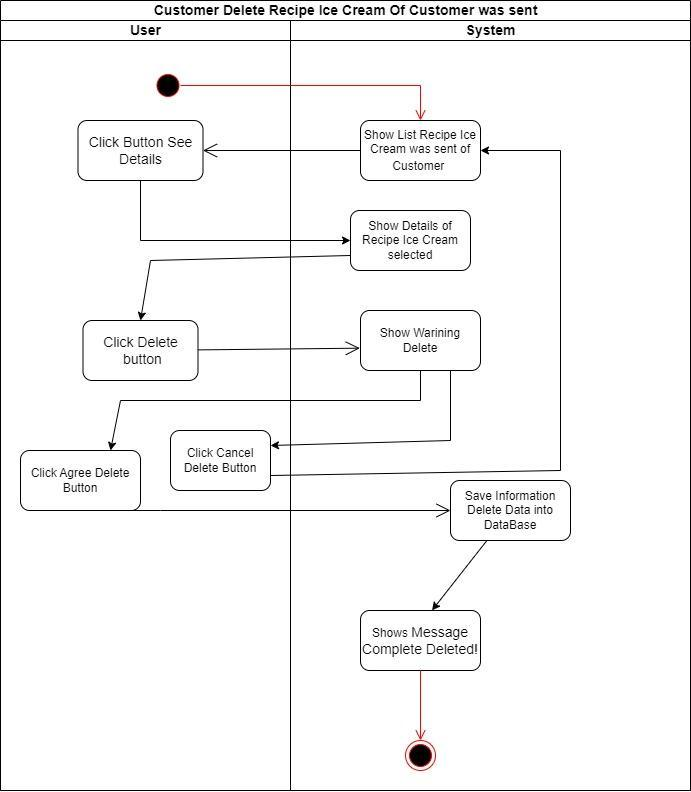 Customer Delete Recipe Ice Cream Of Customer was sent
User
System
Click Button See
Details
Show List Recipe Ice
Cream was sent of
Customer
Show Details of
Recipe Ice Cream
selected
Click Delete
button
Show Warining
Delete
Click Cancel
Delete Button
Click Agree Delete
Button
Save Information
Delete Data into
DataBase
Shows Message
Complete Deleted!